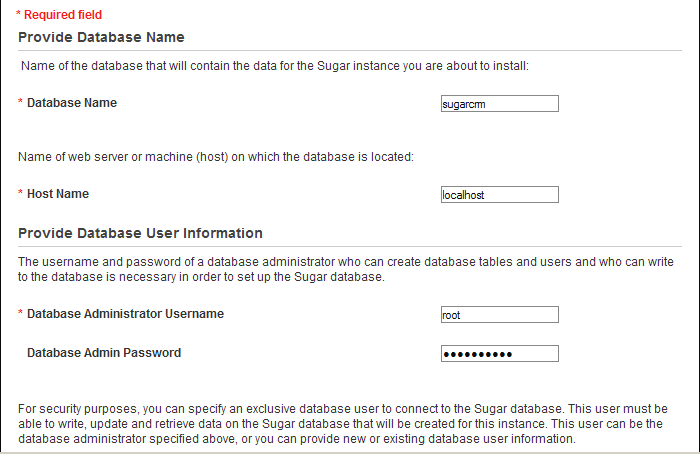 * Required field
Provide Database Name
Name of the database that will contain the data for the Sugar instance you are about to install:
* Database Name sugarcrm
Name of web server or machine (host) on which the database is located:
* Host Name localhost
Provide Database User Information
The username and password of a database administrator who can create database tables and users and who can write
to the database is necessary in order to set up the Sugar database.
* Database Administrator Username root
Database Admin Password ●●●●●●●●●●
For security purposes, you can specify an exclusive database user to connect to the Sugar database. This user must be
able to write, update and retrieve data on the Sugar database that will be created for this instance. This user can be the
database administrator specified above, or you can provide new or existing database user information.